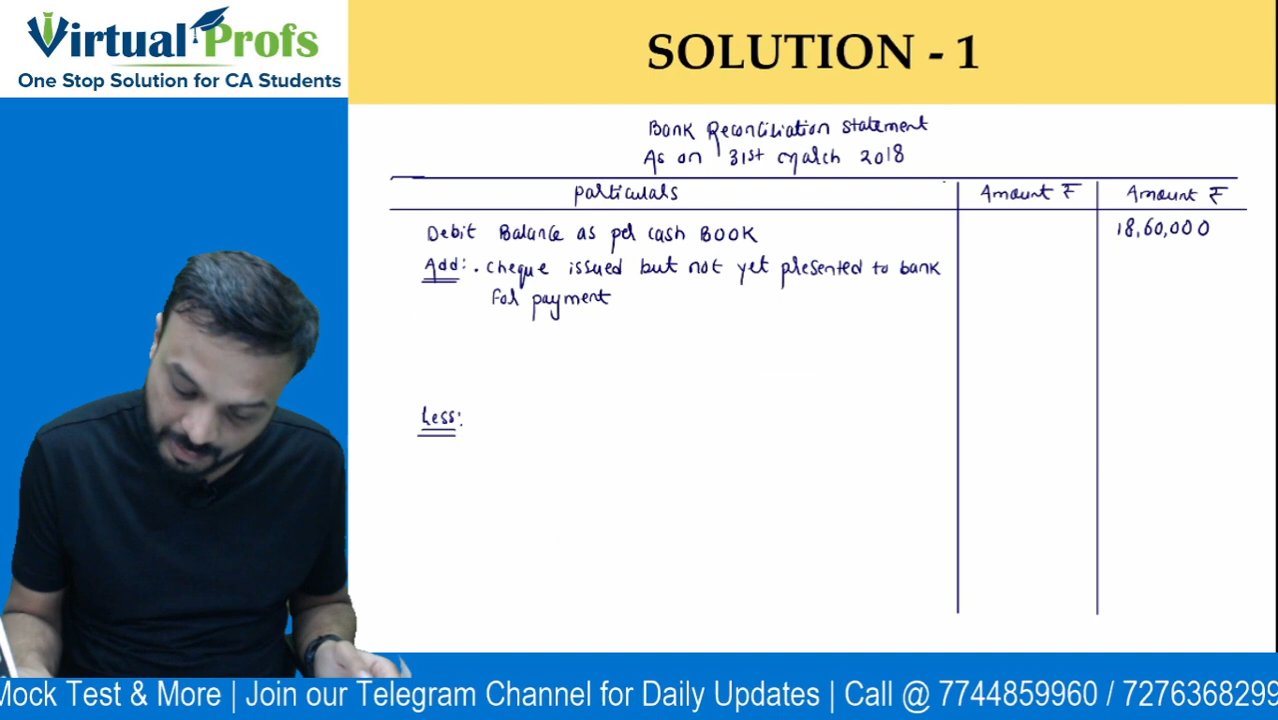 Virtual Profs
One Stop Solution for CA Students
SOLUTION - 1
Bank Reconciliation Statement
As on 31st March 2018
Particulars Amount ₹ Amount ₹
Debit Balance as per cash BOOK 18,60,000
Add: . Cheque issued but not yet presented to bank
For payment
Less:
Mock Test & More | Join our Telegram Channel for Daily Updates | Call @ 7744859960 / 7276368299